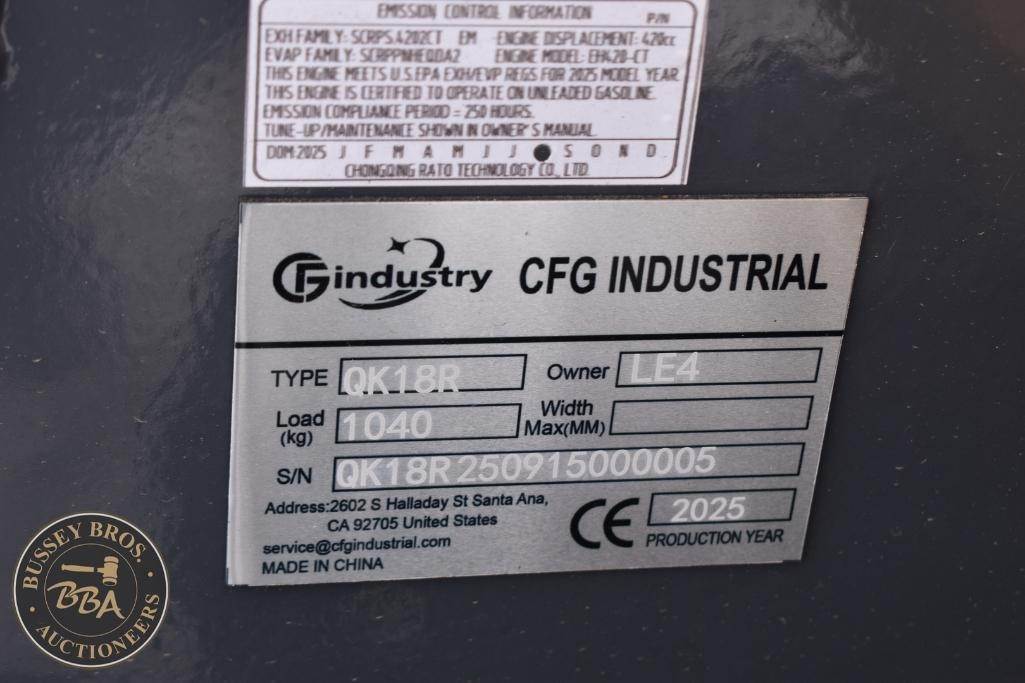 EMISSION CONTROL INFORMATION P/N
EXH FAMILY: SCRPS.4202CT EM ENGINE DISPLACEMENT: 420cc
EVAP FAMILY: ENGINE MODEL: EH420-CT
THIS ENGINE MEETS U.S.EPA EXH/EVP REGS FOR 2025 MODEL YEAR
THIS ENGINE IS CERTIFIED TO OPERATE ON UNLEADED GASOLINE.
EMISSION COMPLIANCE PERIOD = 250 HOURS.
TUNE-UP/MAINTENANCE SHOWN IN OWNER'S MANUAL
DOM:2025 J F M A M J J ● S O N D
CHONGQING RATO TECHNOLOGY CO., LTD.
CFG industry CFG INDUSTRIAL
TYPE QK18R Owner LE4
Load (kg) 1040 Width Max(MM)
S/N QK18R250915000005
Address:2602 S Halladay St Santa Ana,
CA 92705 United States
service@cfgindustrial.com
MADE IN CHINA
CE 2025
PRODUCTION YEAR
BUSSEY BROS.
BBA
AUCTIONEERS